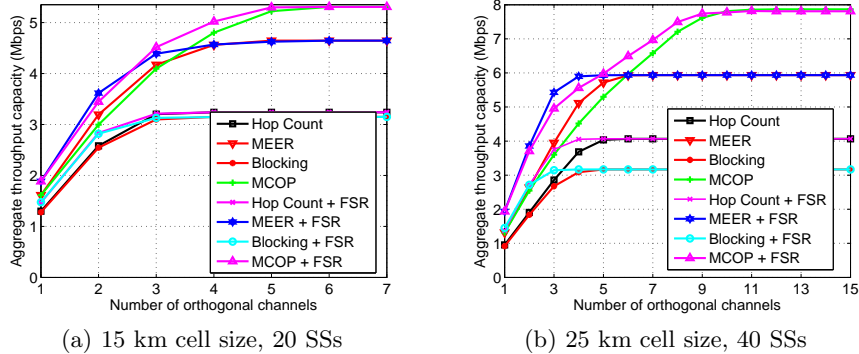 Aggregate throughput capacity (Mbps)
5
4
3
2
1
0
1 2 3 4 5 6 7
Number of orthogonal channels
Hop Count
MEER
Blocking
MCOP
Hop Count + FSR
MEER + FSR
Blocking + FSR
MCOP + FSR
(a) 15 km cell size, 20 SSs
Aggregate throughput capacity (Mbps)
8
7
6
5
4
3
2
1
0
1 3 5 7 9 11 13 15
Number of orthogonal channels
Hop Count
MEER
Blocking
MCOP
Hop Count + FSR
MEER + FSR
Blocking + FSR
MCOP + FSR
(b) 25 km cell size, 40 SSs